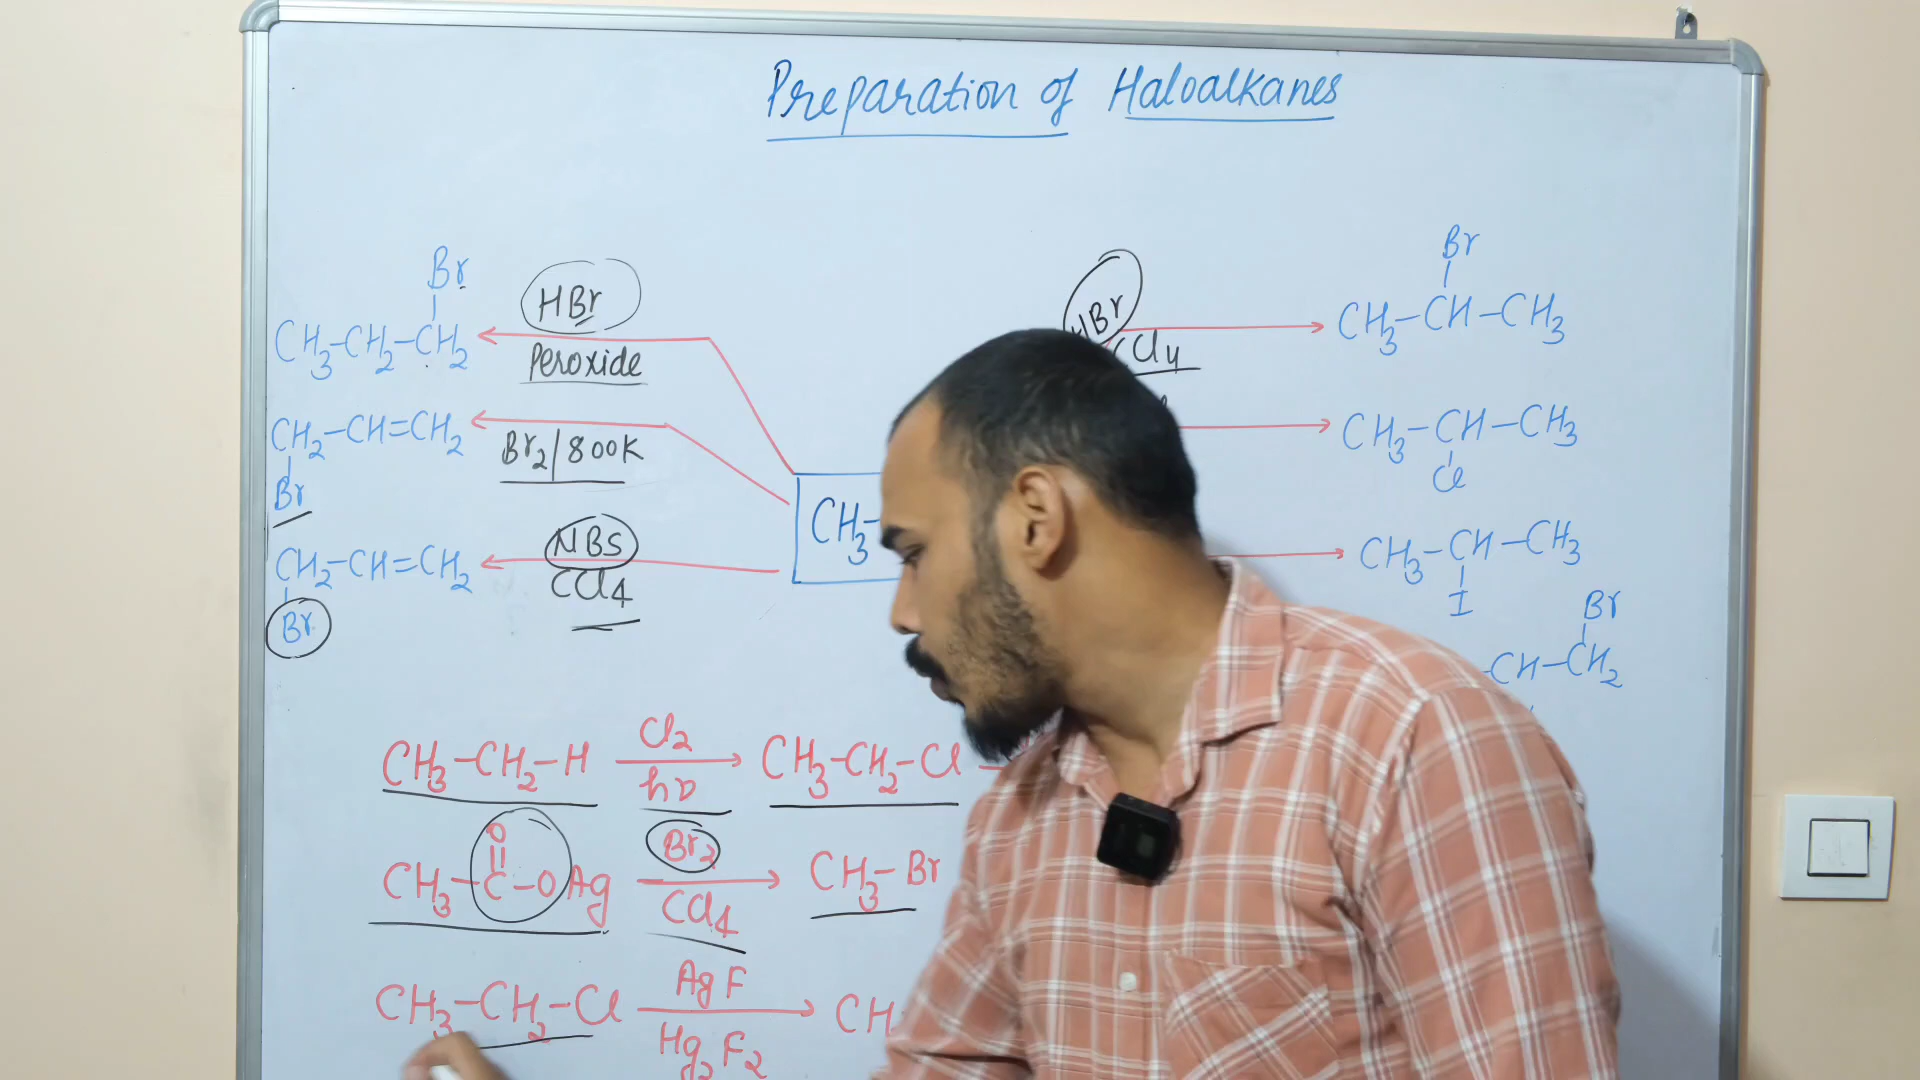 Preparation of Haloalkanes
Br
CH3-CH2-CH2
HBr
Peroxide
CH2-CH=CH2
Br
Br2/800K
CH2-CH=CH2
Br
NBS
CCl4
CH3-
HBr
CCl4
Br
CH3-CH-CH3
CH3-CH-CH3
Cl
CH3-CH-CH3
I
Br
-CH-CH2
CH3-CH2-H
Cl2
hν
CH3-CH2-Cl
O
CH3-C-OAg
Br2
CCl4
CH3-Br
CH3-CH2-Cl
AgF
Hg2F2
CH